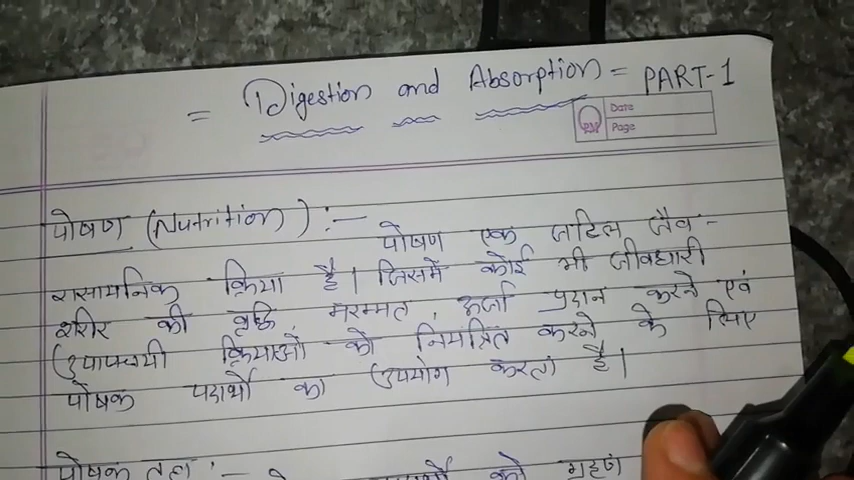 = Digestion and Absorption = PART-1
Date
Page
पोषण (Nutrition) :-
पोषण एक जटिल जैव-
रासायनिक क्रिया है। जिसमें कोई भी जीवधारी
शरीर की वृद्धि, मरम्मत, ऊर्जा प्रदान करने एवं
उपापचयी क्रियाओं को नियंत्रित करने के लिए
पोषक पदार्थों का उपयोग करता है।
पोषक :- को ग्रहण